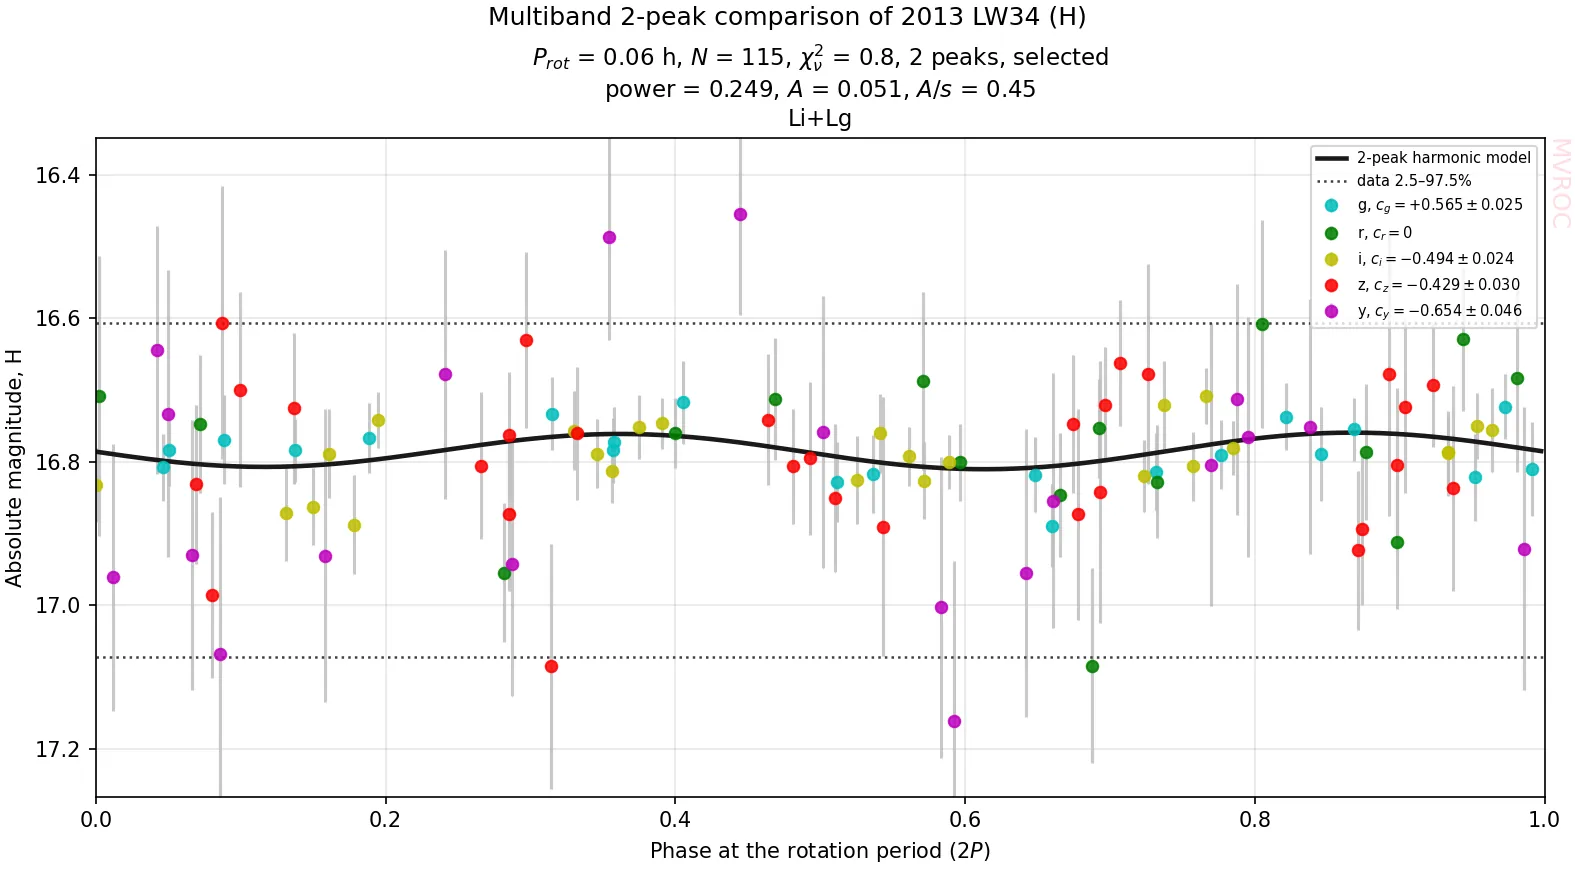 Multiband 2-peak comparison of 2013 LW34 (H)
P_rot = 0.06 h, N = 115, χ²_ν = 0.8, 2 peaks, selected
power = 0.249, A = 0.051, A/s = 0.45
Li+Lg
2-peak harmonic model
data 2.5–97.5%
g, c_g = +0.565 ± 0.025
r, c_r = 0
i, c_i = −0.494 ± 0.024
z, c_z = −0.429 ± 0.030
y, c_y = −0.654 ± 0.046
MVROC
Absolute magnitude, H
16.4
16.6
16.8
17.0
17.2
0.0 0.2 0.4 0.6 0.8 1.0
Phase at the rotation period (2P)